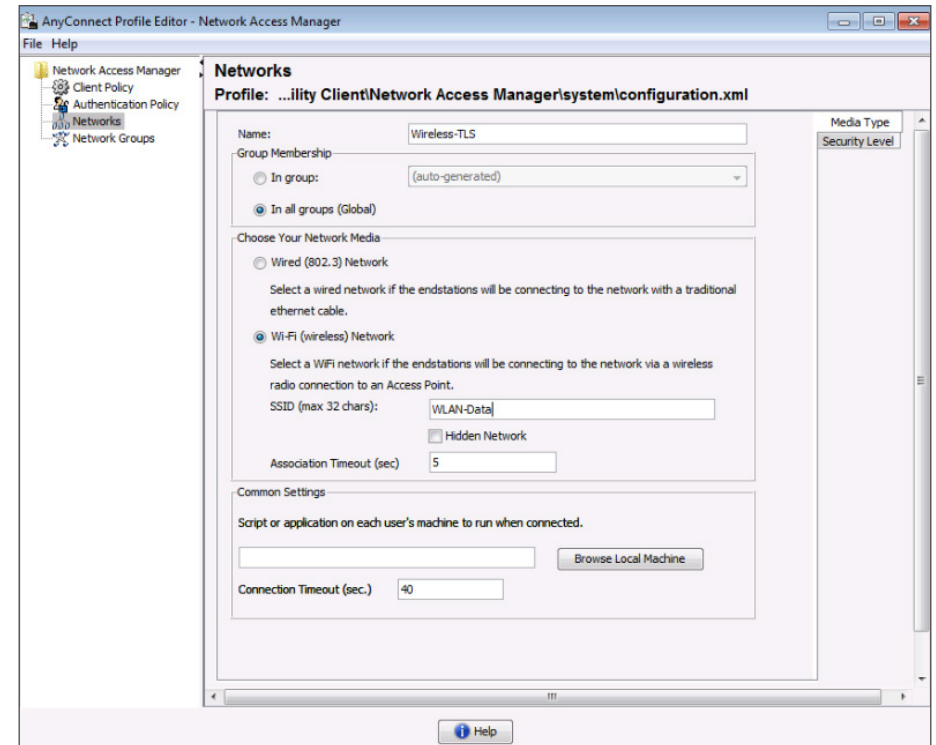 AnyConnect Profile Editor - Network Access Manager
File Help
Network Access Manager
Client Policy
Authentication Policy
Networks
Network Groups
Networks
Profile: ...ility Client\Network Access Manager\system\configuration.xml
Media Type
Security Level
Name: Wireless-TLS
Group Membership
In group: (auto-generated)
In all groups (Global)
Choose Your Network Media
Wired (802.3) Network
Select a wired network if the endstations will be connecting to the network with a traditional
ethernet cable.
Wi-Fi (wireless) Network
Select a WiFi network if the endstations will be connecting to the network via a wireless
radio connection to an Access Point.
SSID (max 32 chars): WLAN-Data
Hidden Network
Association Timeout (sec) 5
Common Settings
Script or application on each user's machine to run when connected.
Browse Local Machine
Connection Timeout (sec.) 40
Help